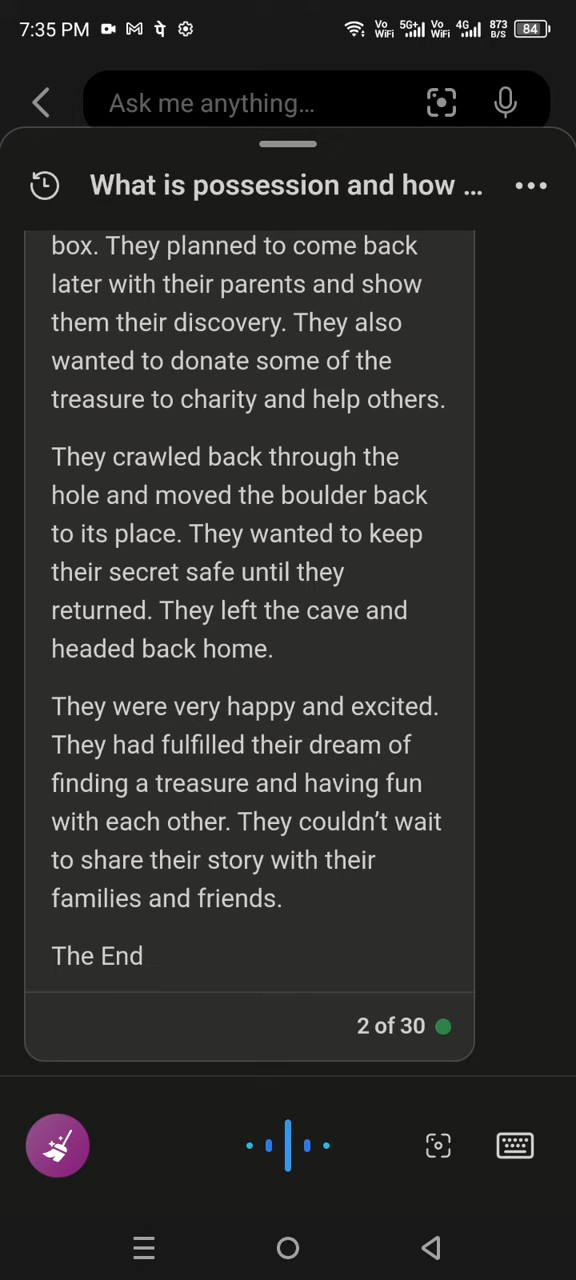 7:35 PM
Vo WiFi 5G+ Vo WiFi 4G 873 B/S 84
Ask me anything...
What is possession and how ...
box. They planned to come back
later with their parents and show
them their discovery. They also
wanted to donate some of the
treasure to charity and help others.
They crawled back through the
hole and moved the boulder back
to its place. They wanted to keep
their secret safe until they
returned. They left the cave and
headed back home.
They were very happy and excited.
They had fulfilled their dream of
finding a treasure and having fun
with each other. They couldn’t wait
to share their story with their
families and friends.
The End
2 of 30